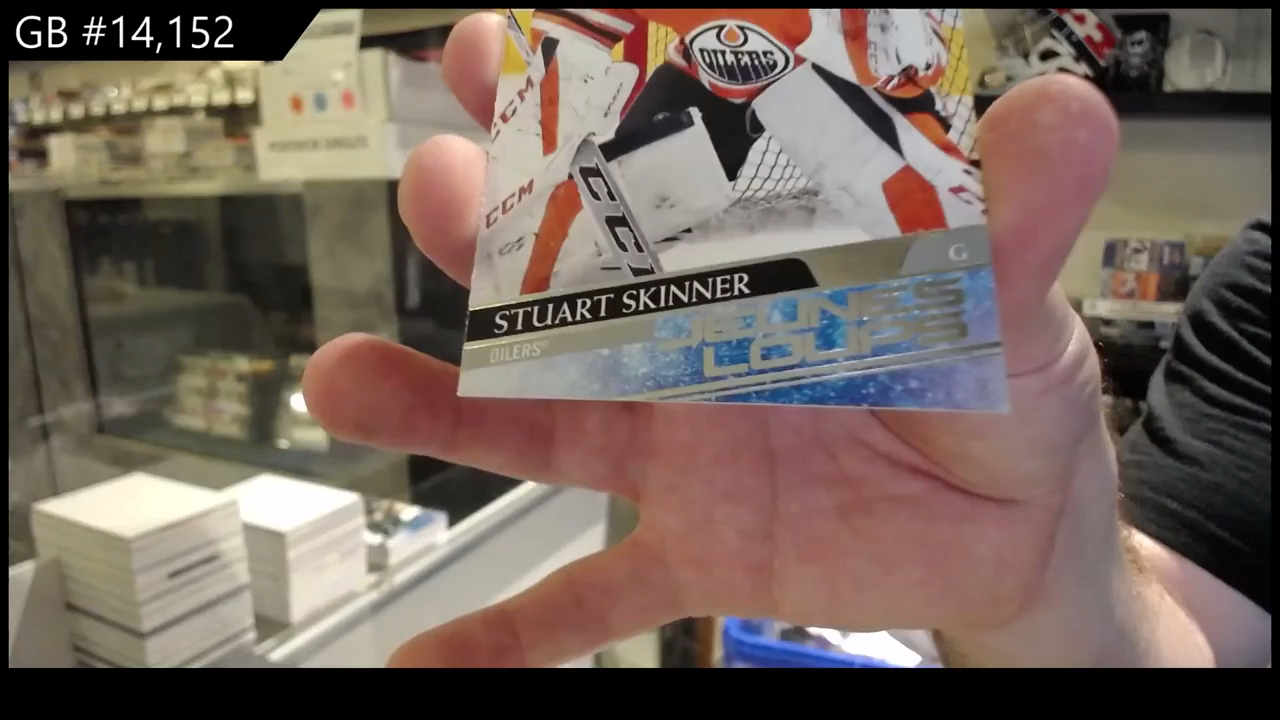 GB #14,152
OILERS
CCM
CCM
CCM
G
STUART SKINNER
JEUNES
LOUPS
OILERS